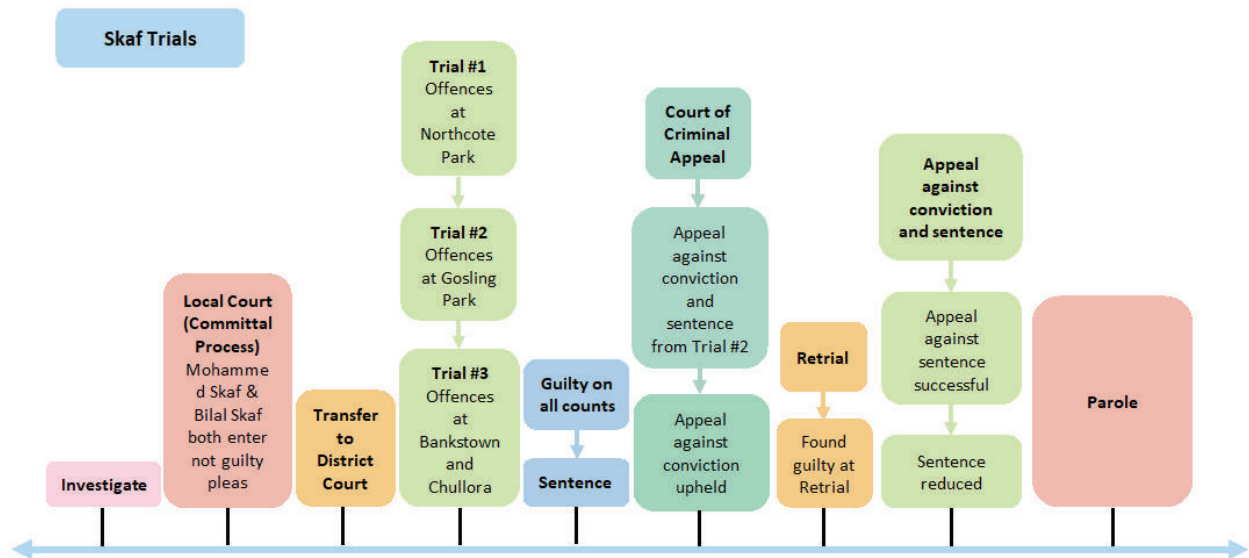 Skaf Trials
Investigate
Local Court
(Committal
Process)
Mohamme
d Skaf &
Bilal Skaf
both enter
not guilty
pleas
Transfer
to
District
Court
Trial #1
Offences
at
Northcote
Park
Trial #2
Offences
at Gosling
Park
Trial #3
Offences
at
Bankstown
and
Chullora
Guilty on
all counts
Sentence
Court of
Criminal
Appeal
Appeal
against
conviction
and
sentence
from Trial #2
Appeal
against
conviction
upheld
Retrial
Found
guilty at
Retrial
Appeal
against
conviction
and sentence
Appeal
against
sentence
successful
Sentence
reduced
Parole